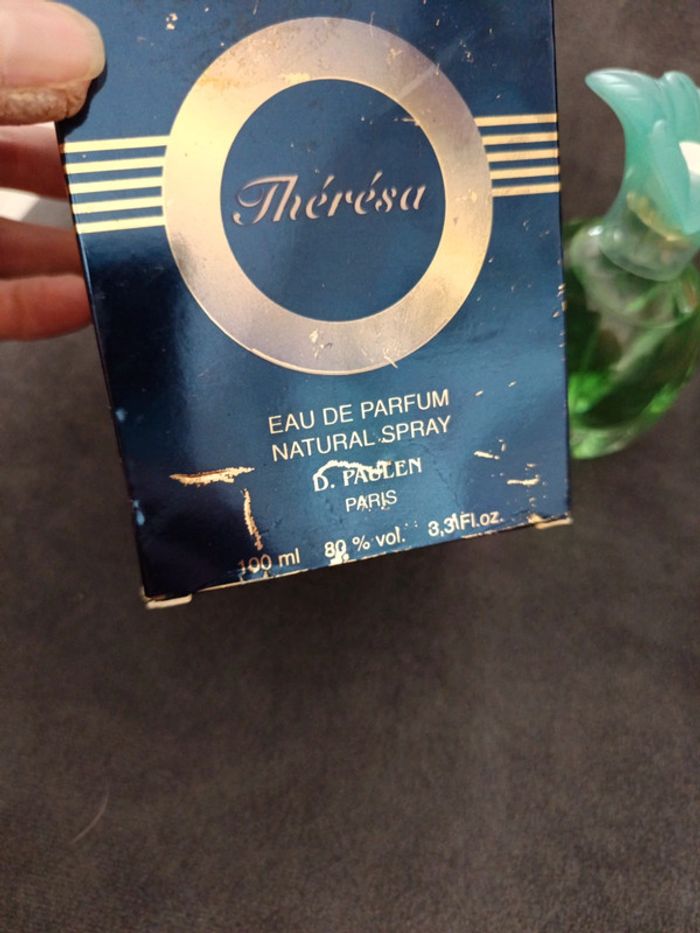 Thérésa
EAU DE PARFUM
NATURAL SPRAY
D. PAULEN
PARIS
100 ml 80 % vol. 3,3 Fl.oz.